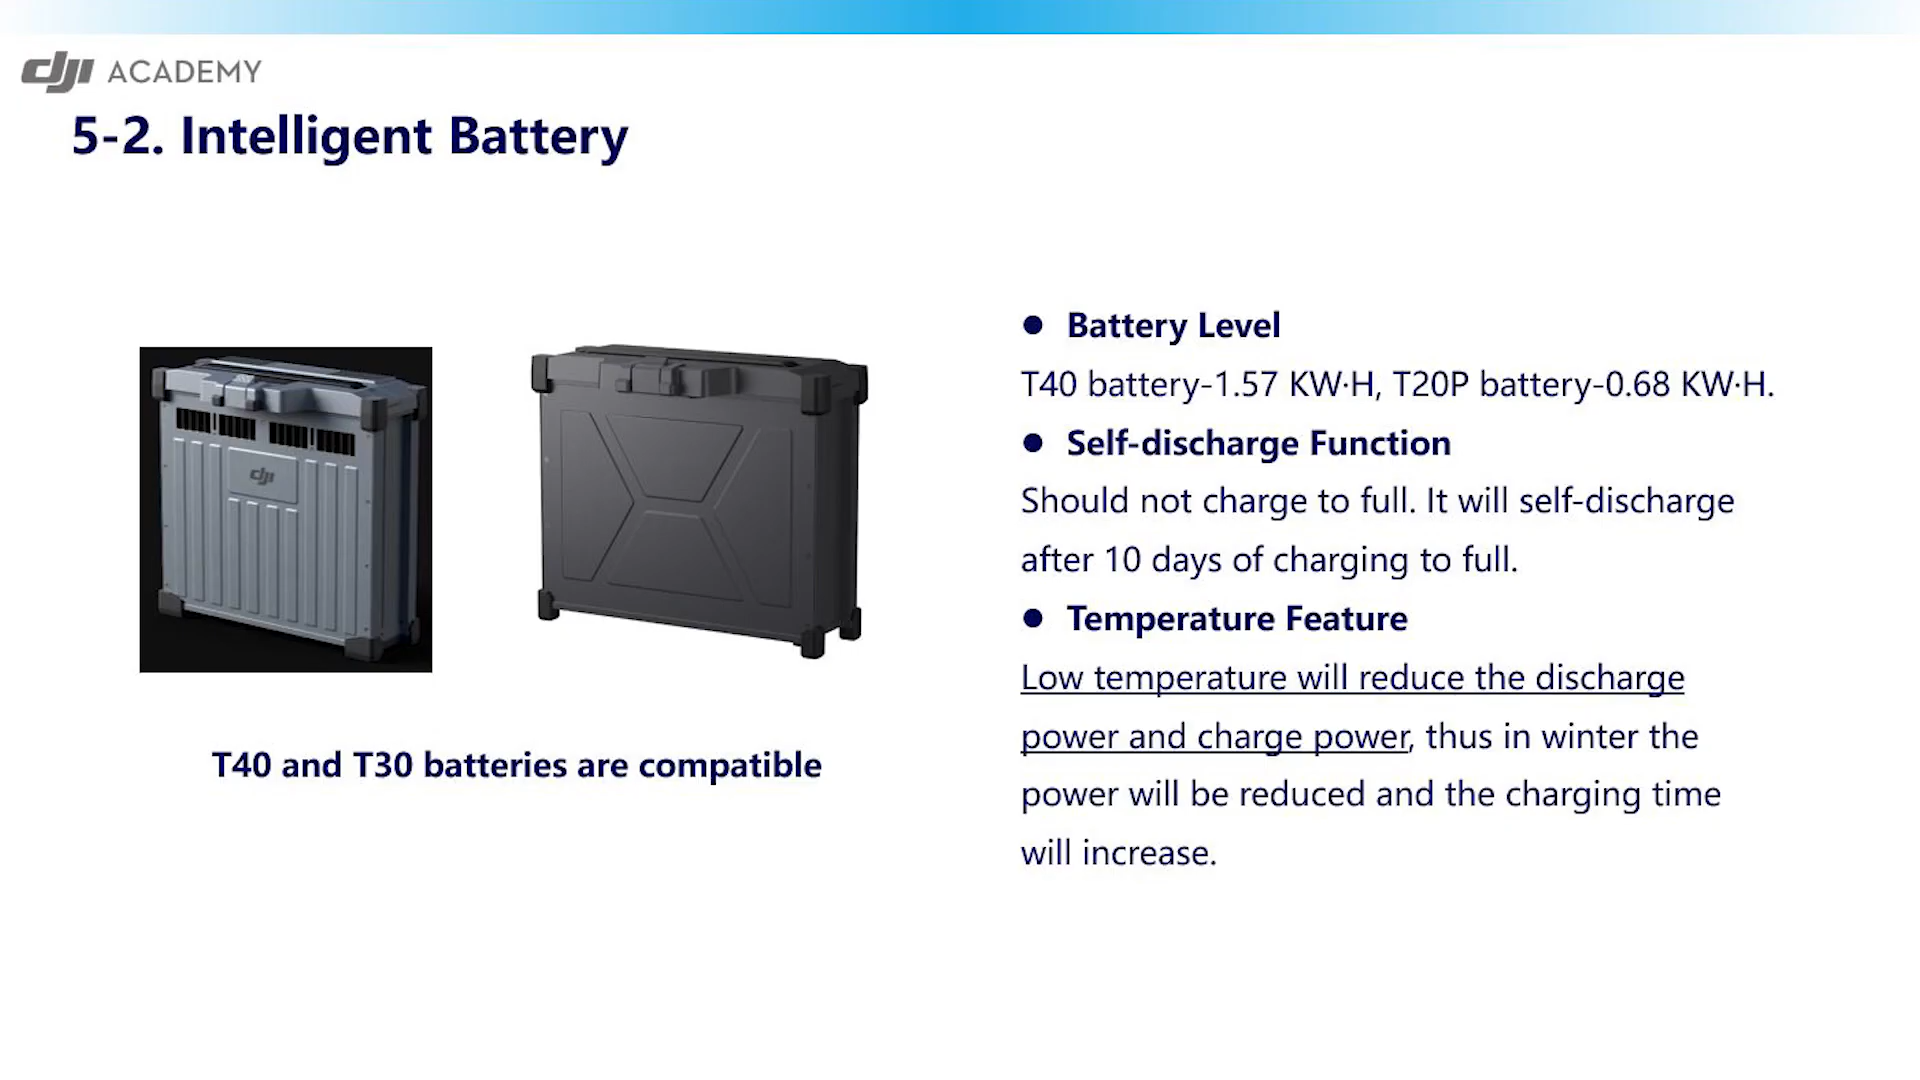 dji ACADEMY
5-2. Intelligent Battery
dji
T40 and T30 batteries are compatible
● Battery Level
T40 battery-1.57 KW·H, T20P battery-0.68 KW·H.
● Self-discharge Function
Should not charge to full. It will self-discharge
after 10 days of charging to full.
● Temperature Feature
Low temperature will reduce the discharge
power and charge power, thus in winter the
power will be reduced and the charging time
will increase.